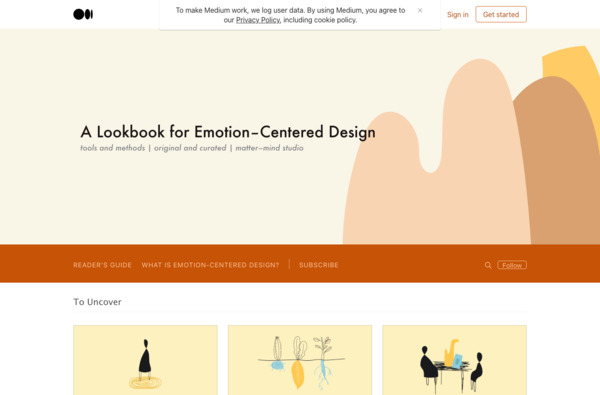 To make Medium work, we log user data. By using Medium, you agree to
our Privacy Policy, including cookie policy.
×
Sign in
Get started
A Lookbook for Emotion-Centered Design
tools and methods | original and curated | matter-mind studio
READER'S GUIDE
WHAT IS EMOTION-CENTERED DESIGN?
SUBSCRIBE
Follow
To Uncover